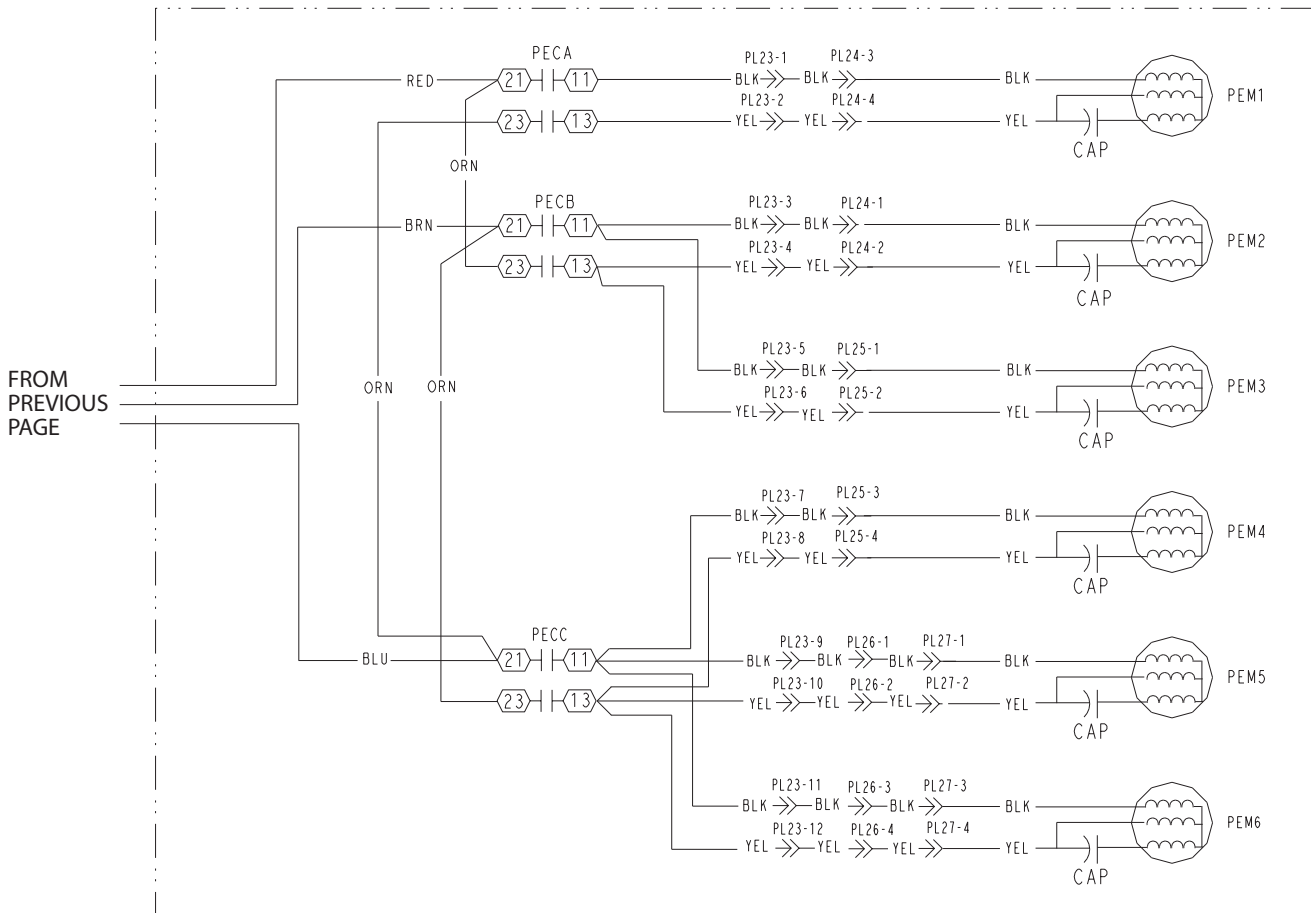 PECA
PL23-1 PL24-3
RED 21 11 BLK BLK BLK PEM1
PL23-2 PL24-4
23 13 YEL YEL YEL
CAP
ORN
PECB
PL23-3 PL24-1
BRN 21 11 BLK BLK BLK
PL23-4 PL24-2 PEM2
23 13 YEL YEL YEL
CAP
PL23-5 PL25-1
BLK BLK BLK
FROM
PREVIOUS
PAGE
ORN ORN
PL23-6 PL25-2 PEM3
YEL YEL YEL
CAP
PL23-7 PL25-3
BLK BLK BLK
PL23-8 PL25-4 PEM4
YEL YEL YEL
CAP
PECC
PL23-9 PL26-1 PL27-1
BLU 21 11 BLK BLK BLK BLK
PL23-10 PL26-2 PL27-2 PEM5
23 13 YEL YEL YEL YEL
CAP
PL23-11 PL26-3 PL27-3
BLK BLK BLK BLK
PL23-12 PL26-4 PL27-4 PEM6
YEL YEL YEL YEL
CAP